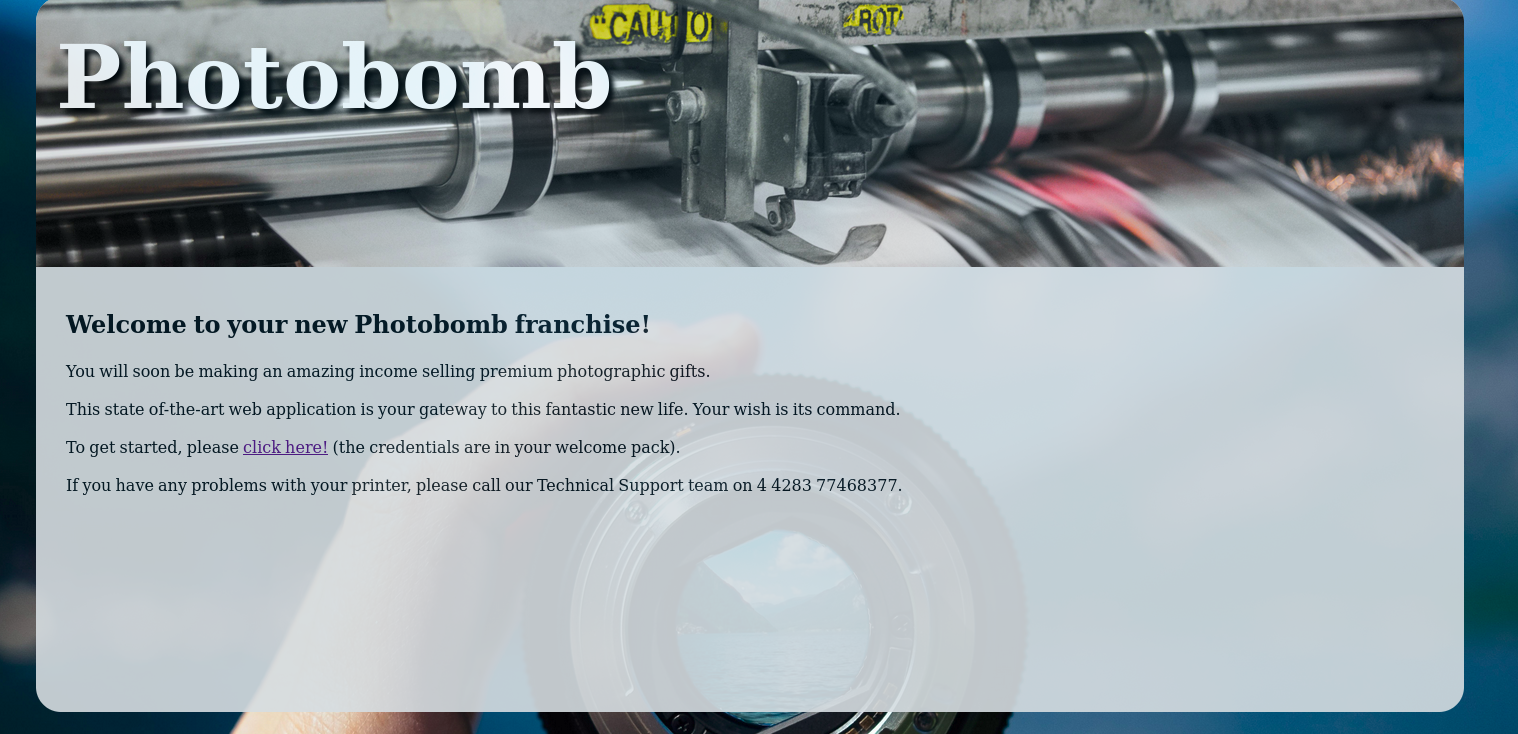 "CAUTIO
ROT
Photobomb
Welcome to your new Photobomb franchise!
You will soon be making an amazing income selling premium photographic gifts.
This state of-the-art web application is your gateway to this fantastic new life. Your wish is its command.
To get started, please click here! (the credentials are in your welcome pack).
If you have any problems with your printer, please call our Technical Support team on 4 4283 77468377.